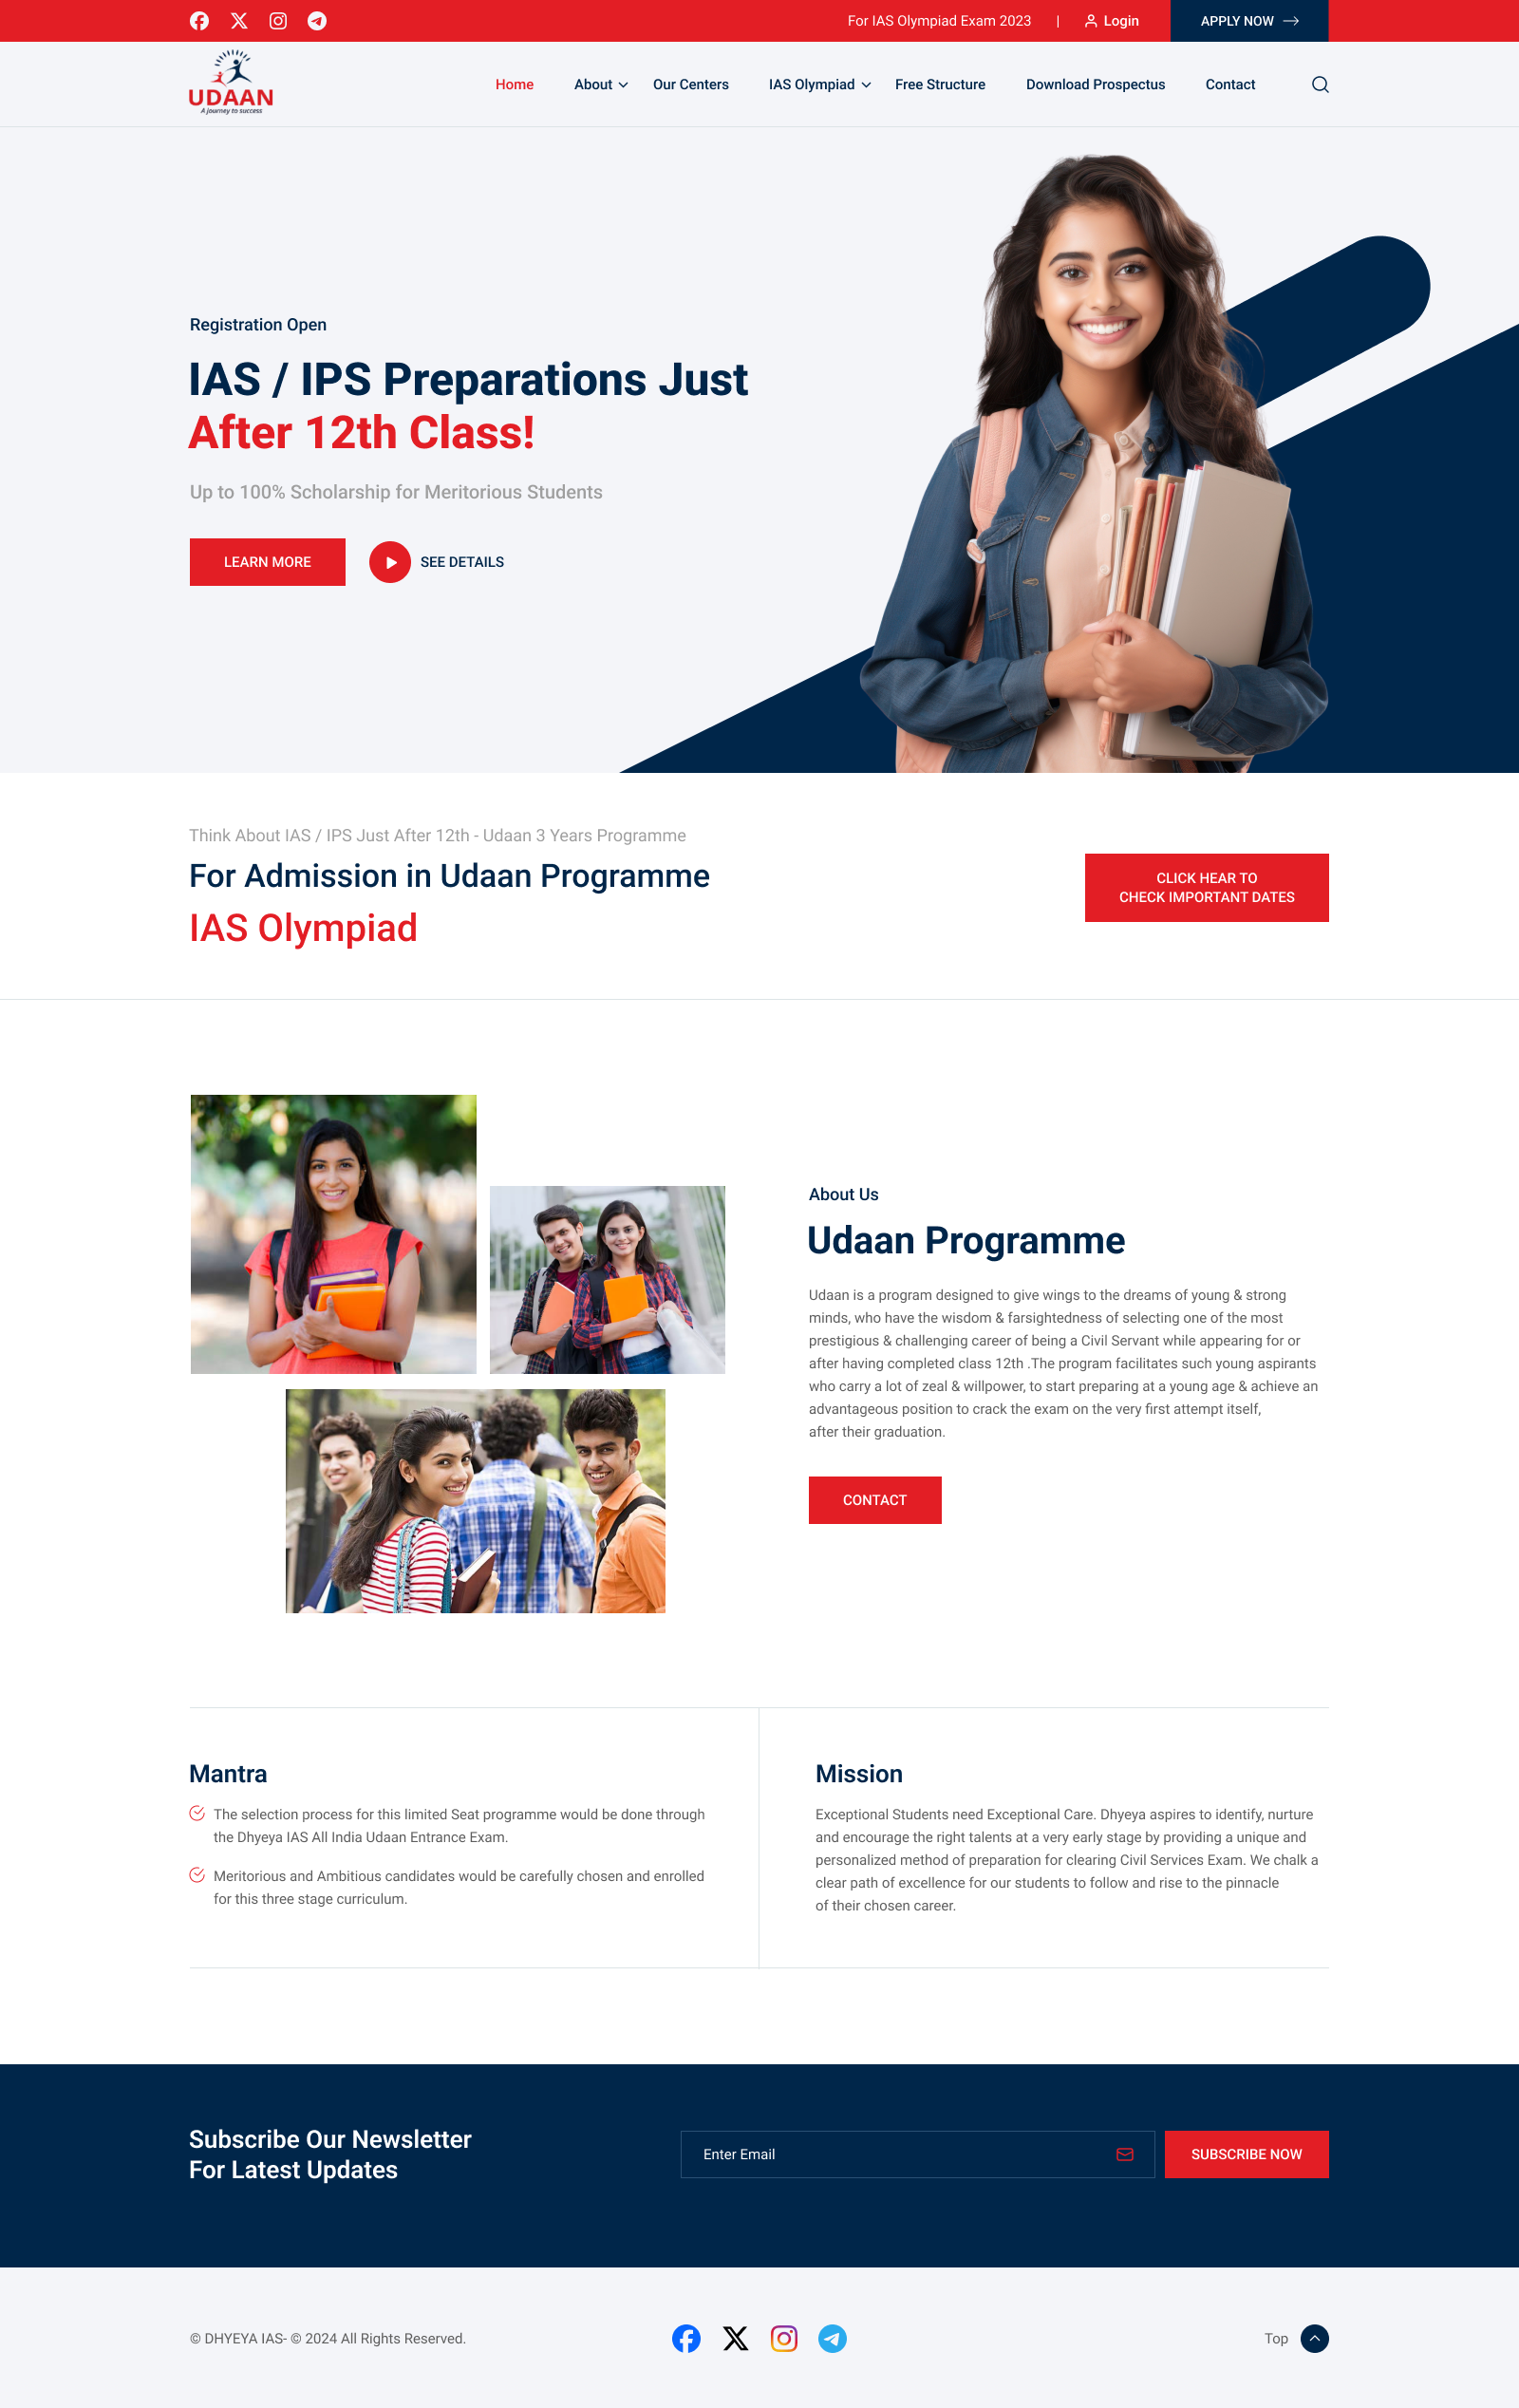 For IAS Olympiad Exam 2023 | Login APPLY NOW
UDAAN
A journey to success
Home About Our Centers IAS Olympiad Free Structure Download Prospectus Contact
Registration Open
IAS / IPS Preparations Just
After 12th Class!
Up to 100% Scholarship for Meritorious Students
LEARN MORE SEE DETAILS
Think About IAS / IPS Just After 12th - Udaan 3 Years Programme
For Admission in Udaan Programme
IAS Olympiad
CLICK HEAR TO
CHECK IMPORTANT DATES
About Us
Udaan Programme
Udaan is a program designed to give wings to the dreams of young & strong
minds, who have the wisdom & farsightedness of selecting one of the most
prestigious & challenging career of being a Civil Servant while appearing for or
after having completed class 12th .The program facilitates such young aspirants
who carry a lot of zeal & willpower, to start preparing at a young age & achieve an
advantageous position to crack the exam on the very first attempt itself,
after their graduation.
CONTACT
Mantra
The selection process for this limited Seat programme would be done through
the Dhyeya IAS All India Udaan Entrance Exam.
Meritorious and Ambitious candidates would be carefully chosen and enrolled
for this three stage curriculum.
Mission
Exceptional Students need Exceptional Care. Dhyeya aspires to identify, nurture
and encourage the right talents at a very early stage by providing a unique and
personalized method of preparation for clearing Civil Services Exam. We chalk a
clear path of excellence for our students to follow and rise to the pinnacle
of their chosen career.
Subscribe Our Newsletter
For Latest Updates
Enter Email
SUBSCRIBE NOW
© DHYEYA IAS- © 2024 All Rights Reserved.
Top